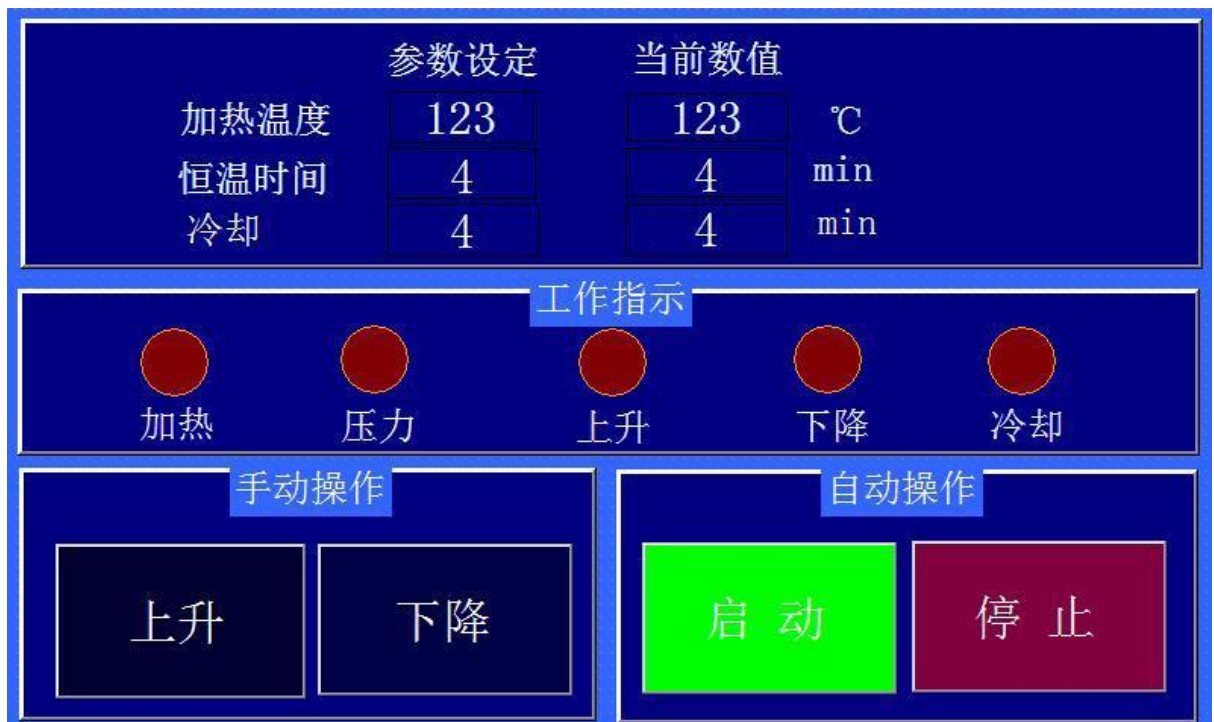 参数设定 当前数值
加热温度 123 123 ℃
恒温时间 4 4 min
冷却 4 4 min
工作指示
加热 压力 上升 下降 冷却
手动操作 自动操作
上升 下降 启动 停止